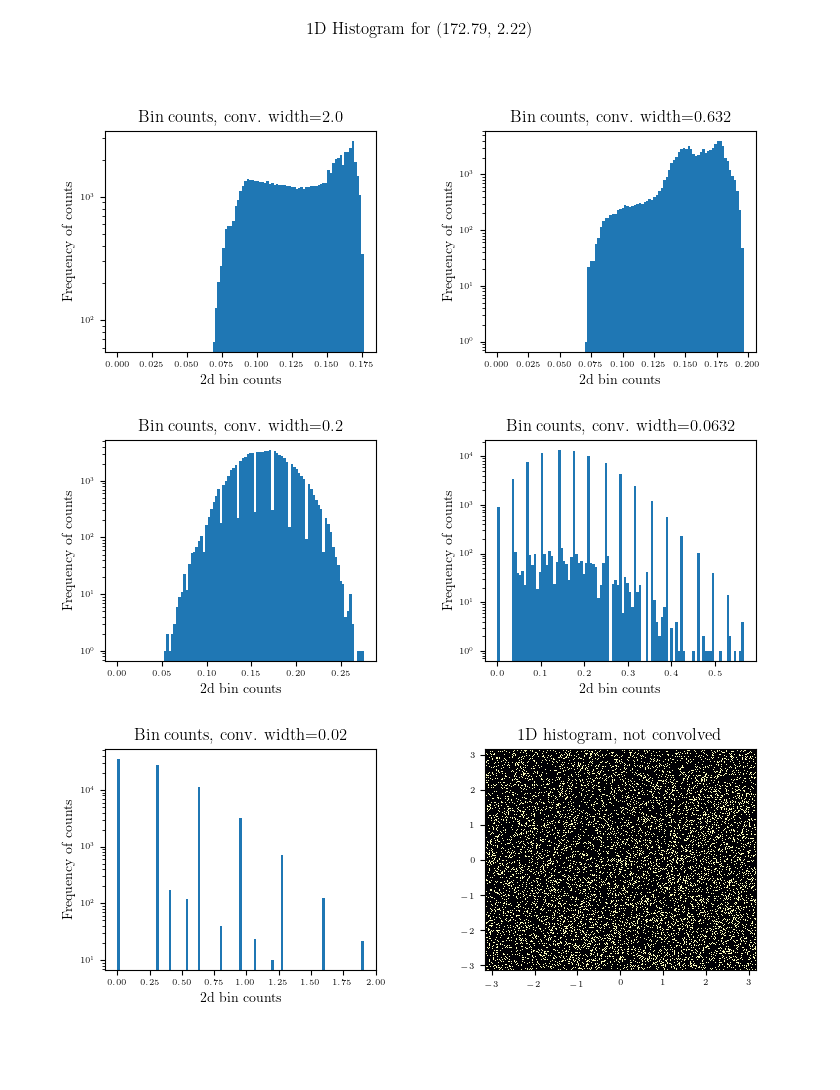 1D Histogram for (172.79, 2.22)
Bin counts, conv. width=2.0
Frequency of counts
10³
10²
0.000 0.025 0.050 0.075 0.100 0.125 0.150 0.175
2d bin counts
Bin counts, conv. width=0.632
Frequency of counts
10³
10²
10¹
10⁰
0.000 0.025 0.050 0.075 0.100 0.125 0.150 0.175 0.200
2d bin counts
Bin counts, conv. width=0.2
Frequency of counts
10³
10²
10¹
10⁰
0.00 0.05 0.10 0.15 0.20 0.25
2d bin counts
Bin counts, conv. width=0.0632
Frequency of counts
10⁴
10³
10²
10¹
10⁰
0.0 0.1 0.2 0.3 0.4 0.5
2d bin counts
Bin counts, conv. width=0.02
Frequency of counts
10⁴
10³
10²
10¹
0.00 0.25 0.50 0.75 1.00 1.25 1.50 1.75 2.00
2d bin counts
1D histogram, not convolved
3
2
1
0
−1
−2
−3
−3 −2 −1 0 1 2 3